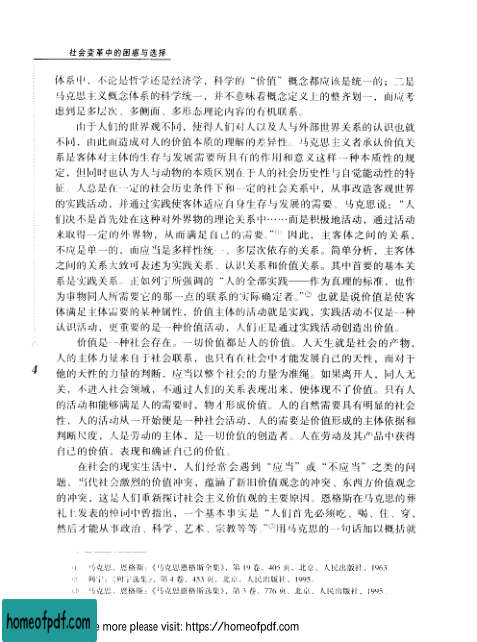 社会变革中的困惑与选择
体系中，不论是哲学还是经济学，科学的“价值”概念都应该是统一的；二是
马克思主义概念体系的科学统一，并不意味着概念定义上的整齐划一，而应考
虑到是多层次、多侧面、多形态理论内容的有机联系。
由于人们的世界观不同，使得人们对人以及人与外部世界关系的认识也就
不同，由此而造成对人的价值本质的理解的差异性。马克思主义者承认价值关
系是客体对主体的生存与发展需要所具有的作用和意义这样一种本质性的规
定，但同时也认为人与动物的本质区别在于人的社会历史性与自觉能动性的特
征。人总是在一定的社会历史条件下和一定的社会关系中，从事改造客观世界
的实践活动，并通过实践使客体适应自身生存与发展的需要。马克思说：“人
们决不是首先处在这种对外界物的理论关系中……而是积极地活动，通过活动
来取得一定的外界物，从而满足自己的需要。”① 因此，主客体之间的关系，
不应是单一的，而应当是多样性统一、多层次依存的关系。简单分析，主客体
之间的关系大致可表述为实践关系、认识关系和价值关系。其中首要的基本关
系是实践关系。正如列宁所强调的“人的全部实践——作为真理的标准，也作
为事物同人所需要它的那一点的联系的实际确定者。”② 也就是说价值是使客
体满足主体需要的某种属性，价值主体的活动就是实践，实践活动不仅是一种
认识活动，更重要的是一种价值活动，人们正是通过实践活动创造出价值。
价值是一种社会存在。一切价值都是人的价值。人天生就是社会的产物，
人的主体力量来自于社会联系，也只有在社会中才能发展自己的天性，而对于
他的天性的力量的判断，应当以整个社会的力量为准绳。如果离开人，同人无
关，不进入社会领域，不通过人们的关系表现出来，便体现不了价值。只有人
的活动和能够满足人的需要时，物才形成价值。人的自然需要具有明显的社会
性，人的活动从一开始便是一种社会活动，人的需要是价值形成的主体依据和
判断尺度，人是劳动的主体，是一切价值的创造者。人在劳动及其产品中获得
自己的价值、表现和确证自己的价值。
在社会的现实生活中，人们经常会遇到“应当”或“不应当”之类的问
题，当代社会激烈的价值冲突，蕴涵了新旧价值观念的冲突、东西方价值观念
的冲突，这是人们重新探讨社会主义价值观的主要原因。恩格斯在马克思的葬
礼上发表的悼词中曾指出，一个基本事实是“人们首先必须吃、喝、住、穿，
然后才能从事政治、科学、艺术、宗教等等。”③用马克思的一句话加以概括就
4
① 马克思、恩格斯：《马克思恩格斯全集》，第 19 卷，405 页，北京，人民出版社，1963
② 列宁：《列宁选集》，第 4 卷，453 页，北京，人民出版社，1995.
③ 马克思、恩格斯：《马克思恩格斯选集》，第 3 卷，776 页，北京，人民出版社，1995.
homeofpdf.com
e more please visit: https://homeofpdf.com